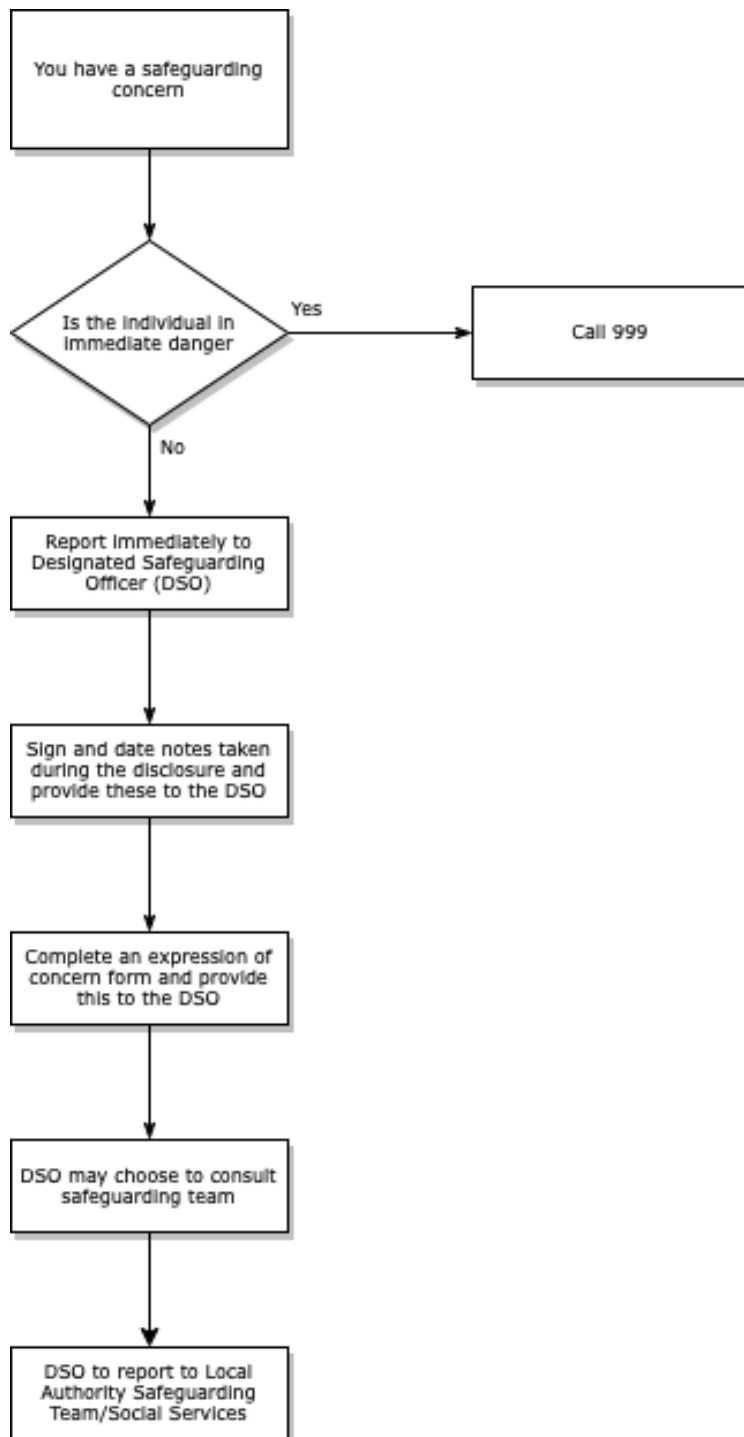 You have a safeguarding
concern
Is the individual in
immediate danger
Yes
Call 999
No
Report immediately to
Designated Safeguarding
Officer (DSO)
Sign and date notes taken
during the disclosure and
provide these to the DSO
Complete an expression of
concern form and provide
this to the DSO
DSO may choose to consult
safeguarding team
DSO to report to Local
Authority Safeguarding
Team/Social Services